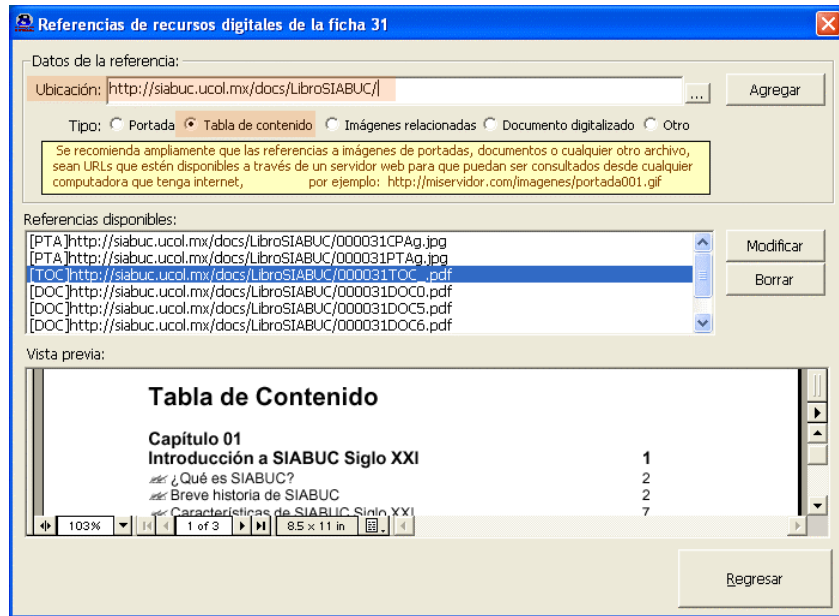 Referencias de recursos digitales de la ficha 31
Datos de la referencia:
Ubicación: http://siabuc.ucol.mx/docs/LibroSIABUC/ ... Agregar
Tipo: Portada Tabla de contenido Imágenes relacionadas Documento digitalizado Otro
Se recomienda ampliamente que las referencias a imágenes de portadas, documentos o cualquier otro archivo,
sean URLs que estén disponibles a través de un servidor web para que puedan ser consultados desde cualquier
computadora que tenga internet, por ejemplo: http://miservidor.com/imagenes/portada001.gif
Referencias disponibles:
[PTA]http://siabuc.ucol.mx/docs/LibroSIABUC/000031CPAg.jpg
[PTA]http://siabuc.ucol.mx/docs/LibroSIABUC/000031PTAg.jpg
[TOC]http://siabuc.ucol.mx/docs/LibroSIABUC/000031TOC_.pdf
[DOC]http://siabuc.ucol.mx/docs/LibroSIABUC/000031DOC0.pdf
[DOC]http://siabuc.ucol.mx/docs/LibroSIABUC/000031DOC5.pdf
[DOC]http://siabuc.ucol.mx/docs/LibroSIABUC/000031DOC6.pdf
Modificar
Borrar
Vista previa:
Tabla de Contenido
Capítulo 01
Introducción a SIABUC Siglo XXI 1
¿Qué es SIABUC? 2
Breve historia de SIABUC 2
Características de SIABUC Siglo XXI 7
103% 1 of 3 8.5 x 11 in
Regresar